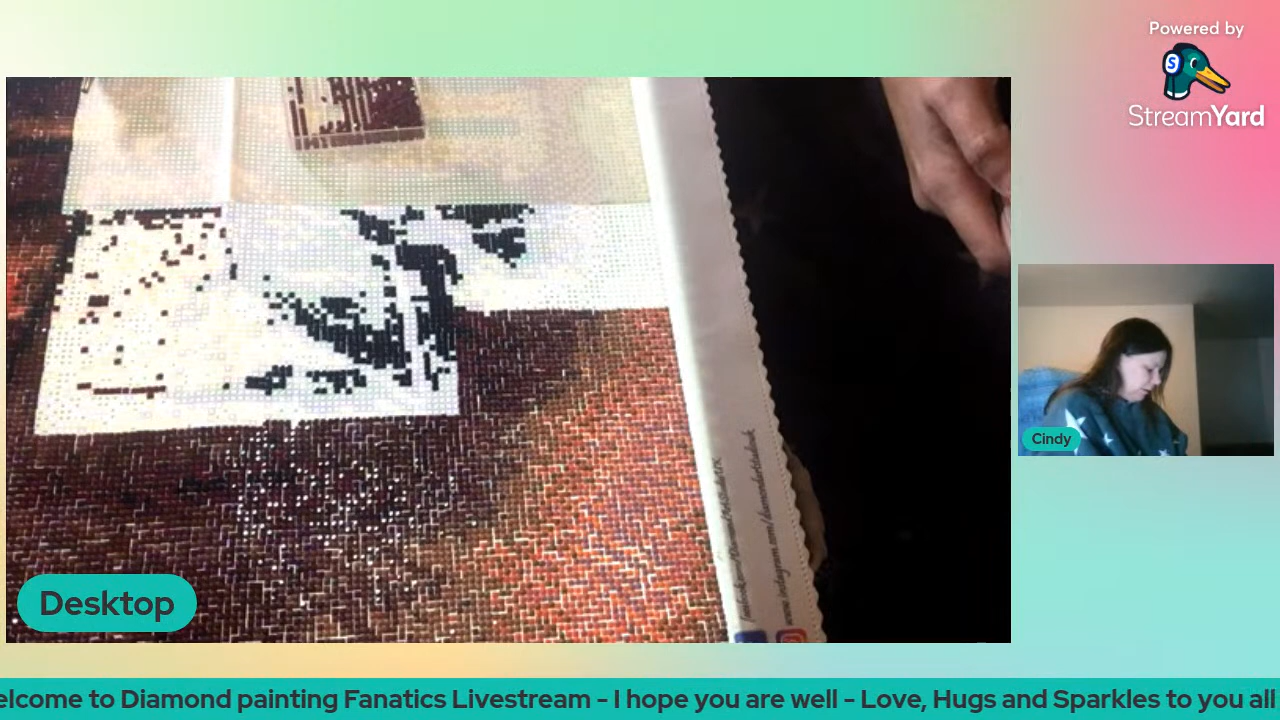 Powered by
S
StreamYard
Cindy
Desktop
elcome to Diamond painting Fanatics Livestream - I hope you are well - Love, Hugs and Sparkles to you all